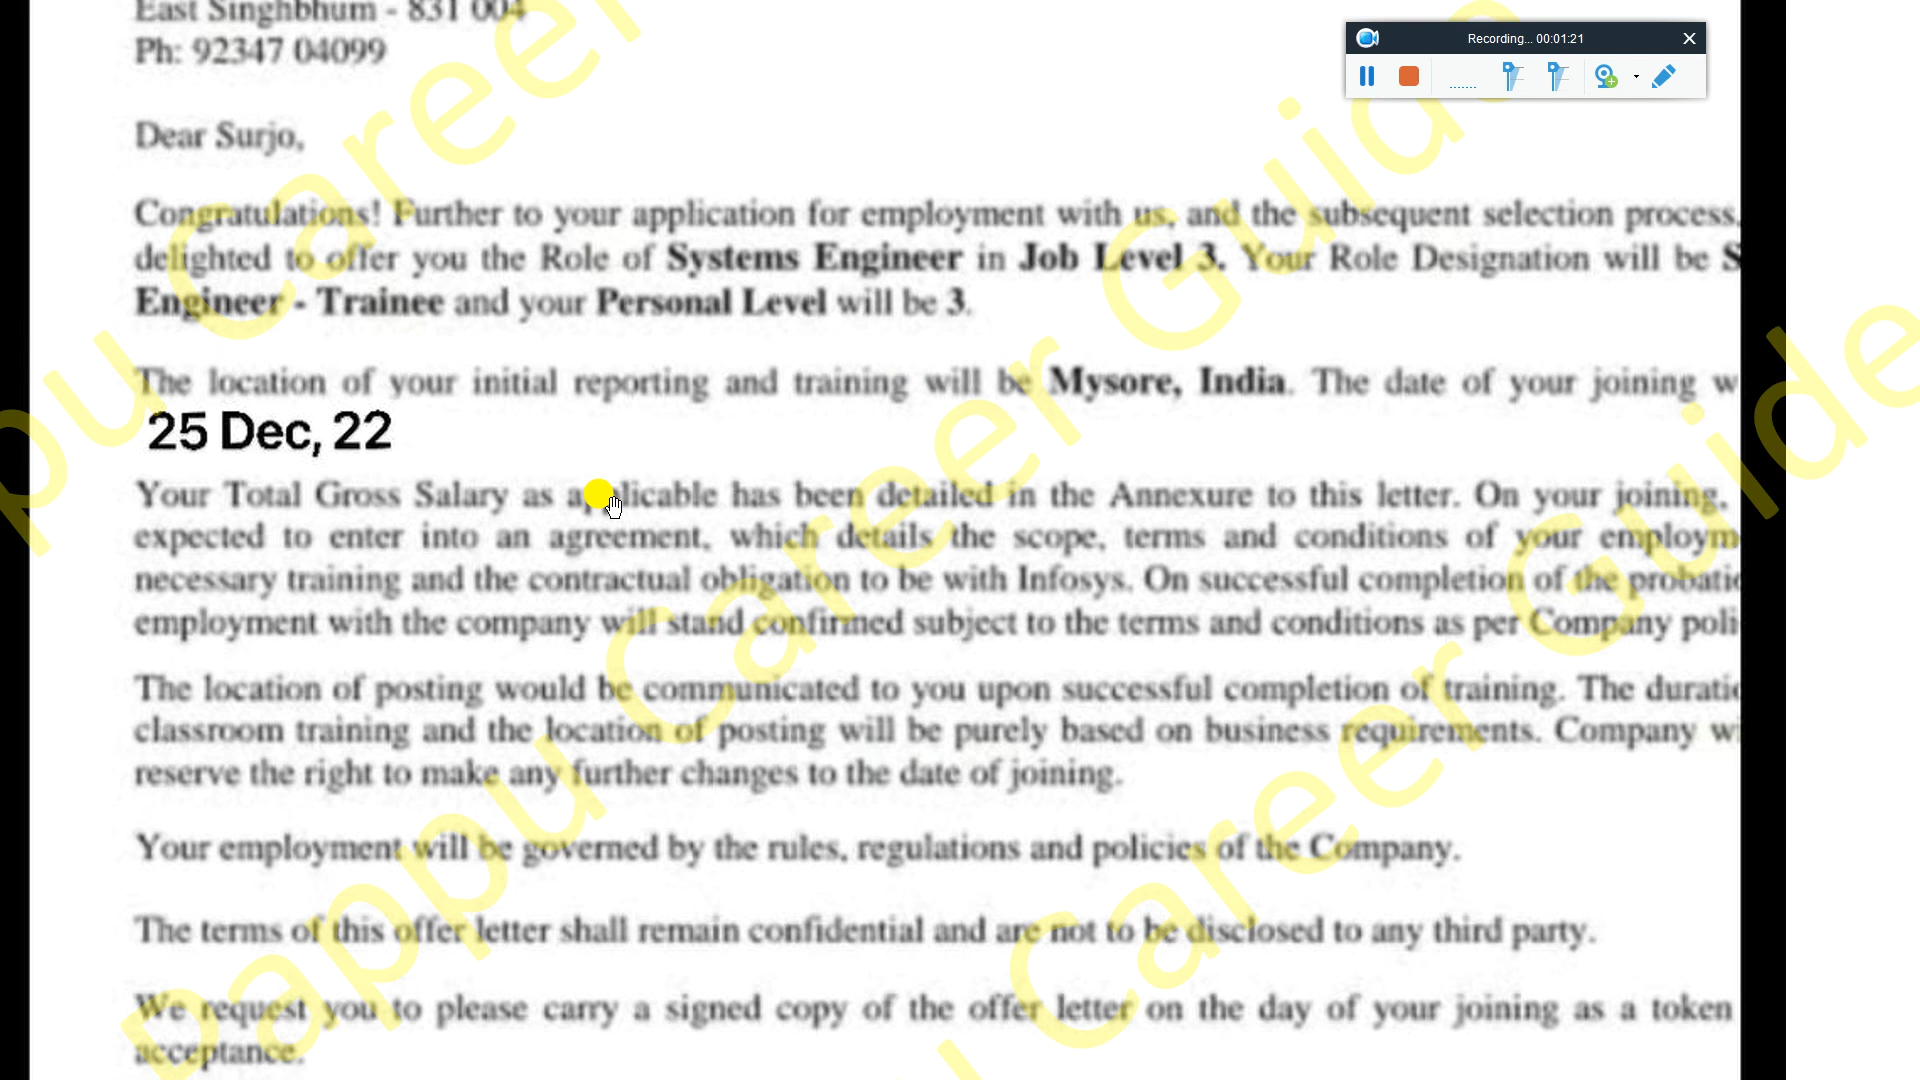 East Singhbhum - 831 004
Ph: 92347 04099
Recording... 00:01:21
Dear Surjo,
Congratulations! Further to your application for employment with us, and the subsequent selection process,
delighted to offer you the Role of Systems Engineer in Job Level 3. Your Role Designation will be S
Engineer - Trainee and your Personal Level will be 3.
The location of your initial reporting and training will be Mysore, India. The date of your joining w
25 Dec, 22
Your Total Gross Salary as applicable has been detailed in the Annexure to this letter. On your joining,
expected to enter into an agreement, which details the scope, terms and conditions of your employm
necessary training and the contractual obligation to be with Infosys. On successful completion of the probatio
employment with the company will stand confirmed subject to the terms and conditions as per Company poli
The location of posting would be communicated to you upon successful completion of training. The duratio
classroom training and the location of posting will be purely based on business requirements. Company wi
reserve the right to make any further changes to the date of joining.
Your employment will be governed by the rules, regulations and policies of the Company.
The terms of this offer letter shall remain confidential and are not to be disclosed to any third party.
We request you to please carry a signed copy of the offer letter on the day of your joining as a token
acceptance.
pu Career
pappu Career Guide
u Career Guide